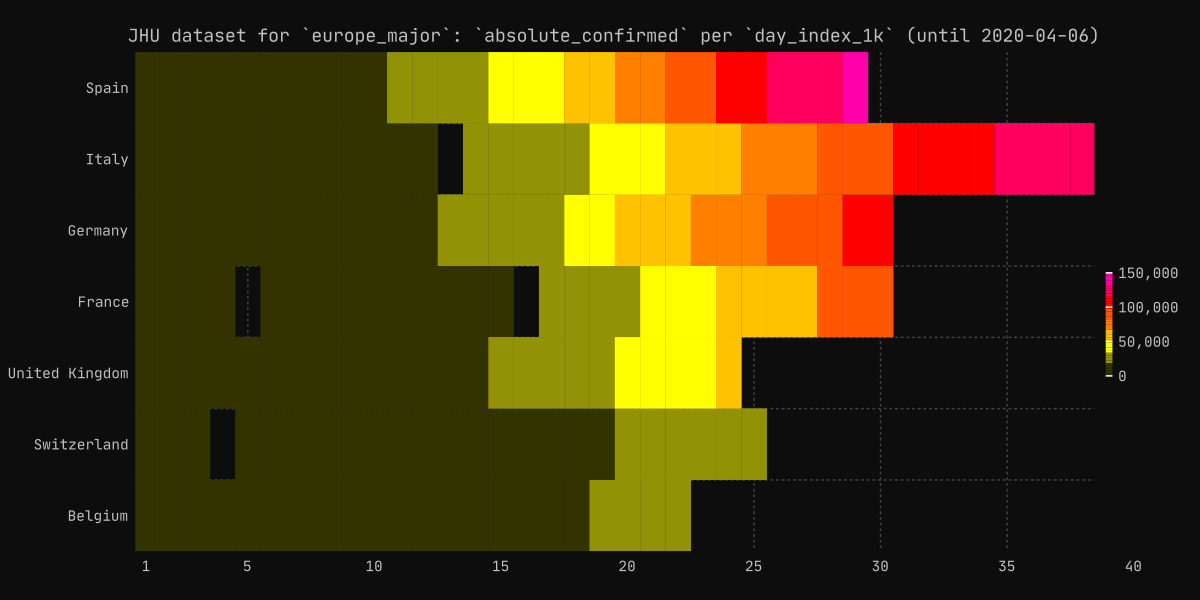 JHU dataset for `europe_major`: `absolute_confirmed` per `day_index_1k` (until 2020-04-06)
Spain
Italy
Germany
France
United Kingdom
Switzerland
Belgium
150,000
100,000
50,000
0
1 5 10 15 20 25 30 35 40